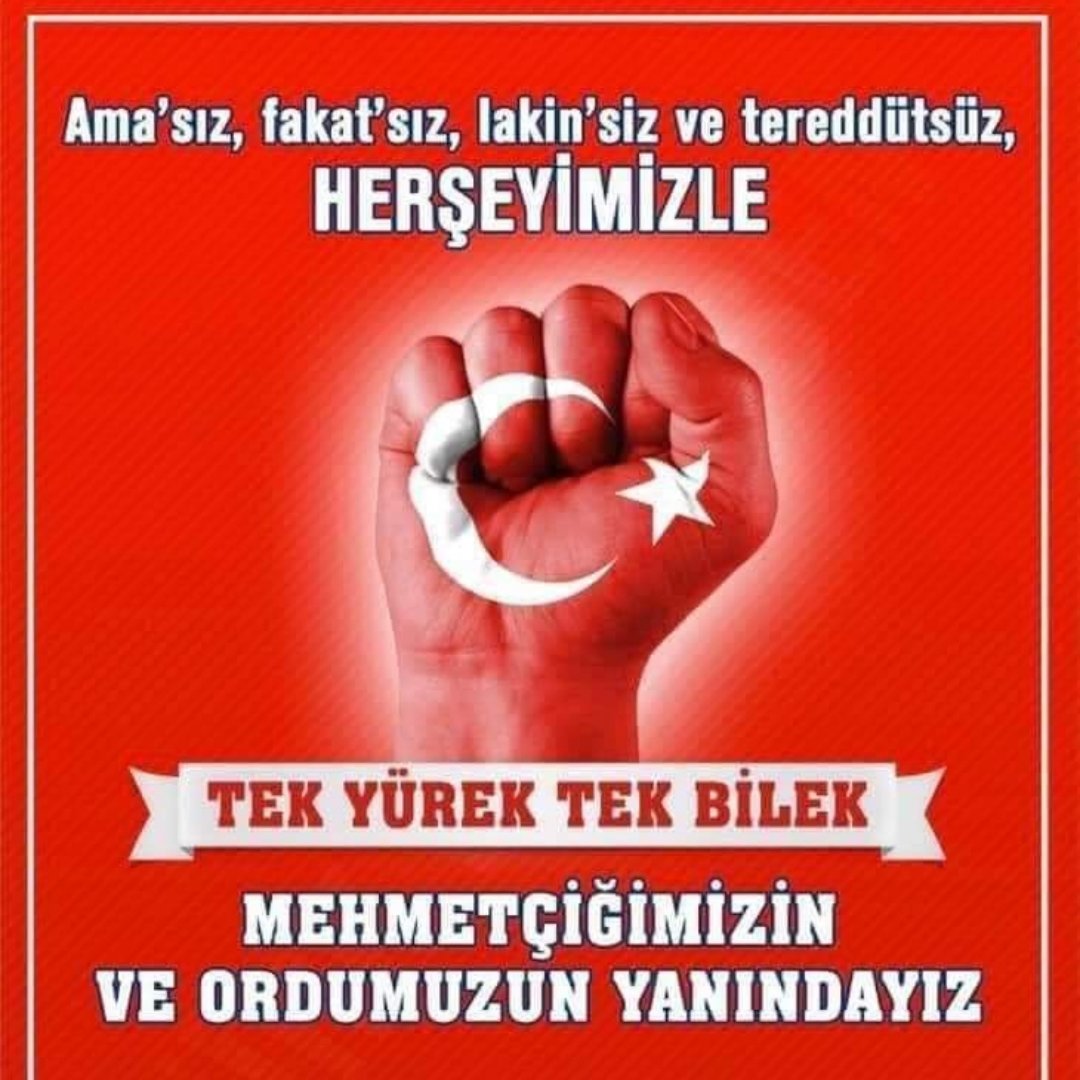 Ama'sız, fakat'sız, lakin'siz ve tereddütsüz,
HERŞEYİMİZLE
TEK YÜREK TEK BİLEK
MEHMETÇİĞİMİZİN
VE ORDUMUZUN YANINDAYIZ